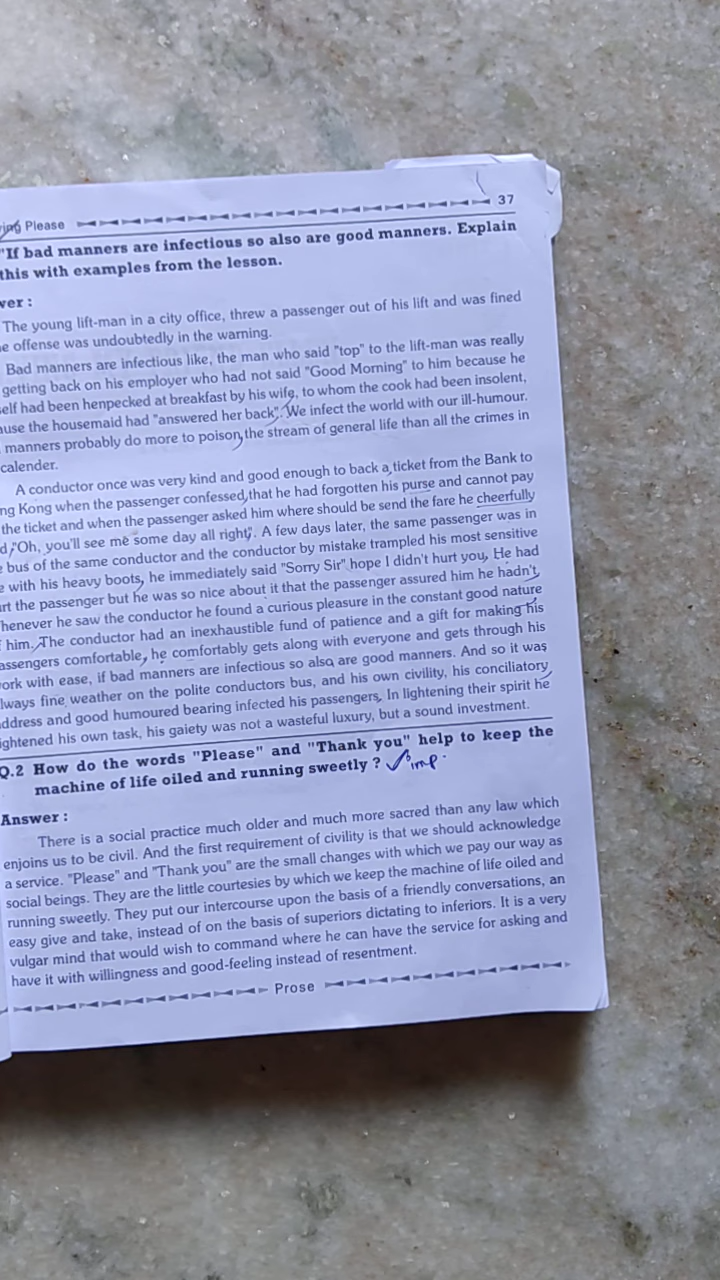 Please 37
"If bad manners are infectious so also are good manners. Explain
this with examples from the lesson.
ver :
The young lift-man in a city office, threw a passenger out of his lift and was fined
e offense was undoubtedly in the warning.
Bad manners are infectious like, the man who said "top" to the lift-man was really
getting back on his employer who had not said "Good Morning" to him because he
elf had been henpecked at breakfast by his wife, to whom the cook had been insolent,
ause the housemaid had "answered her back". We infect the world with our ill-humour.
manners probably do more to poison the stream of general life than all the crimes in
calender.
A conductor once was very kind and good enough to back a ticket from the Bank to
ng Kong when the passenger confessed, that he had forgotten his purse and cannot pay
the ticket and when the passenger asked him where should be send the fare he cheerfully
d, "Oh, you'll see me some day all right". A few days later, the same passenger was in
e bus of the same conductor and the conductor by mistake trampled his most sensitive
e with his heavy boots, he immediately said "Sorry Sir" hope I didn't hurt you, He had
urt the passenger but he was so nice about it that the passenger assured him he hadn't,
henever he saw the conductor he found a curious pleasure in the constant good nature
f him. The conductor had an inexhaustible fund of patience and a gift for making his
assengers comfortable, he comfortably gets along with everyone and gets through his
ork with ease, if bad manners are infectious so also are good manners. And so it was
lways fine weather on the polite conductors bus, and his own civility, his conciliatory
ddress and good humoured bearing infected his passengers, In lightening their spirit he
ightened his own task, his gaiety was not a wasteful luxury, but a sound investment.
Q.2 How do the words "Please" and "Thank you" help to keep the
machine of life oiled and running sweetly ? imp.
Answer :
There is a social practice much older and much more sacred than any law which
enjoins us to be civil. And the first requirement of civility is that we should acknowledge
a service. "Please" and "Thank you" are the small changes with which we pay our way as
social beings. They are the little courtesies by which we keep the machine of life oiled and
running sweetly. They put our intercourse upon the basis of a friendly conversations, an
easy give and take, instead of on the basis of superiors dictating to inferiors. It is a very
vulgar mind that would wish to command where he can have the service for asking and
have it with willingness and good-feeling instead of resentment.
Prose